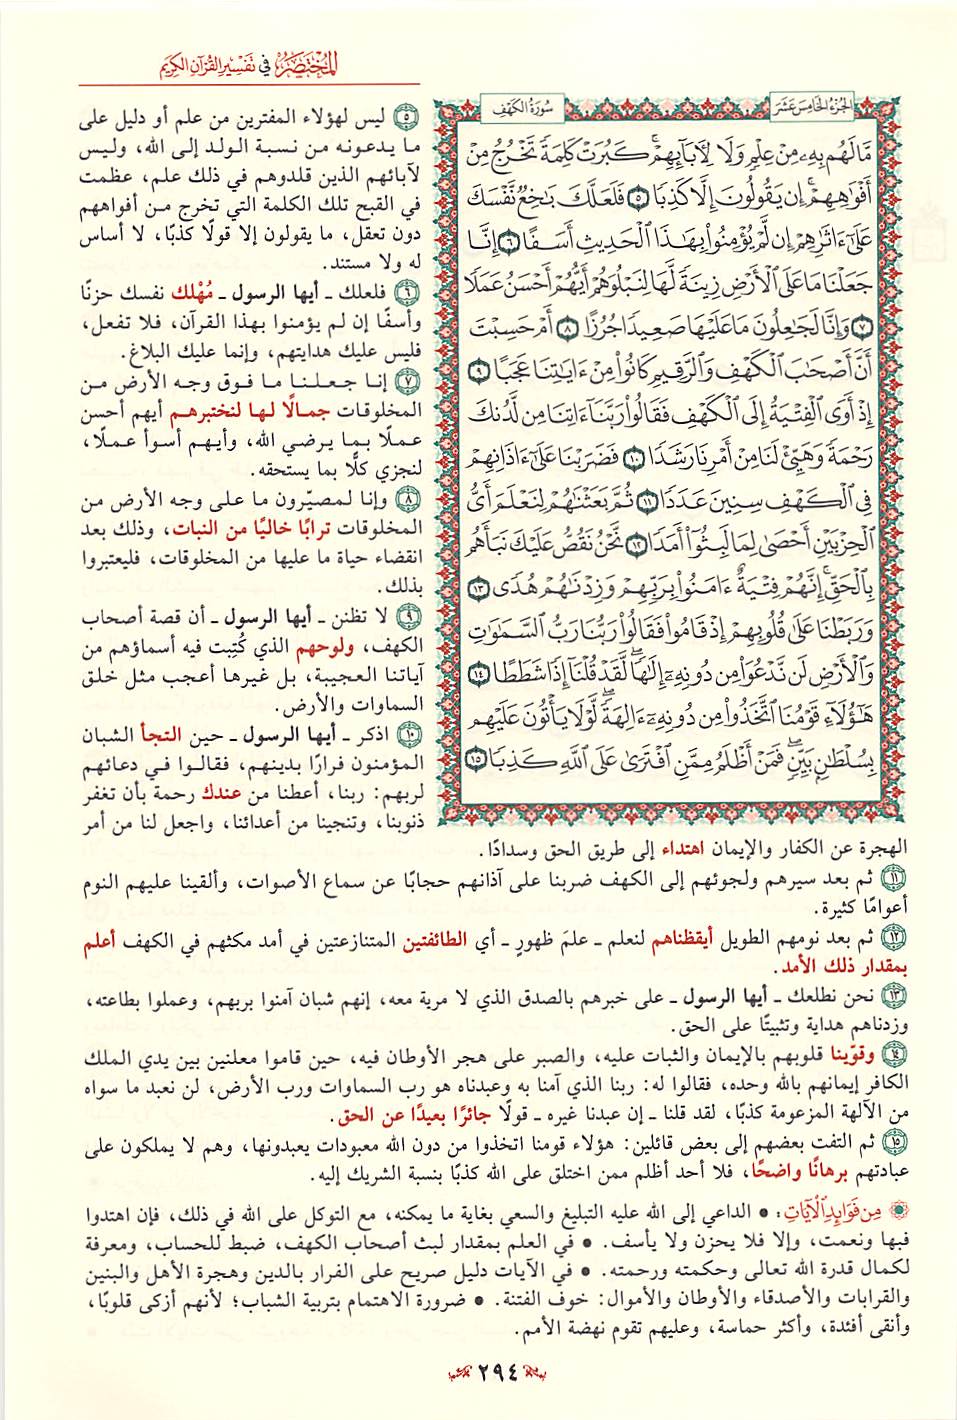 المختصر في تفسير القرآن الكريم
الجزء الخامس عشر
سورة الكهف
مَّا لَهُم بِهِۦ مِنْ عِلْمٍ وَلَا لِأٓبَآئِهِمْۚ كَبُرَتْ كَلِمَةً تَخْرُجُ مِنْ
أَفْوَٰهِهِمْۚ إِن يَقُولُونَ إِلَّا كَذِبًا ٥ فَلَعَلَّكَ بَٰخِعٌ نَّفْسَكَ
عَلَىٰٓ ءَاثَٰرِهِمْ إِن لَّمْ يُؤْمِنُوا۟ بِهَٰذَا ٱلْحَدِيثِ أَسَفًا ٦ إِنَّا
جَعَلْنَا مَا عَلَى ٱلْأَرْضِ زِينَةً لَّهَا لِنَبْلُوَهُمْ أَيُّهُمْ أَحْسَنُ عَمَلًا
٧ وَإِنَّا لَجَٰعِلُونَ مَا عَلَيْهَا صَعِيدًا جُرُزًا ٨ أَمْ حَسِبْتَ
أَنَّ أَصْحَٰبَ ٱلْكَهْفِ وَٱلرَّقِيمِ كَانُوا۟ مِنْ ءَايَٰتِنَا عَجَبًا ٩
إِذْ أَوَى ٱلْفِتْيَةُ إِلَى ٱلْكَهْفِ فَقَالُوا۟ رَبَّنَآ ءَاتِنَا مِن لَّدُنكَ
رَحْمَةً وَهَيِّئْ لَنَا مِنْ أَمْرِنَا رَشَدًا ١٠ فَضَرَبْنَا عَلَىٰٓ ءَاذَانِهِمْ
فِى ٱلْكَهْفِ سِنِينَ عَدَدًا ١١ ثُمَّ بَعَثْنَٰهُمْ لِنَعْلَمَ أَىُّ
ٱلْحِزْبَيْنِ أَحْصَىٰ لِمَا لَبِثُوٓا۟ أَمَدًا ١٢ نَّحْنُ نَقُصُّ عَلَيْكَ نَبَأَهُم
بِٱلْحَقِّۚ إِنَّهُمْ فِتْيَةٌ ءَامَنُوا۟ بِرَبِّهِمْ وَزِدْنَٰهُمْ هُدًى ١٣
وَرَبَطْنَا عَلَىٰ قُلُوبِهِمْ إِذْ قَامُوا۟ فَقَالُوا۟ رَبُّنَا رَبُّ ٱلسَّمَٰوَٰتِ
وَٱلْأَرْضِ لَن نَّدْعُوَا۟ مِن دُونِهِۦٓ إِلَٰهًاۖ لَّقَدْ قُلْنَآ إِذًا شَطَطًا ١٤
هَٰٓؤُلَآءِ قَوْمُنَا ٱتَّخَذُوا۟ مِن دُونِهِۦٓ ءَالِهَةًۖ لَّوْلَا يَأْتُونَ عَلَيْهِم
بِسُلْطَٰنٍۭ بَيِّنٍۖ فَمَنْ أَظْلَمُ مِمَّنِ ٱفْتَرَىٰ عَلَى ٱللَّهِ كَذِبًا ١٥
٥ ليس لهؤلاء المفترين من علم أو دليل على
ما يدعونه من نسبة الولد إلى الله، وليس
لآبائهم الذين قلدوهم في ذلك علم، عظمت
في القبح تلك الكلمة التي تخرج من أفواههم
دون تعقل، ما يقولون إلا قولًا كذبًا، لا أساس
له ولا مستند.
٦ فلعلك ـ أيها الرسول ـ مُهْلك نفسك حزنًا
وأسفًا إن لم يؤمنوا بهذا القرآن، فلا تفعل،
فليس عليك هدايتهم، وإنما عليك البلاغ.
٧ إنا جعلنا ما فوق وجه الأرض من
المخلوقات جمالًا لها لنختبرهم أيهم أحسن
عملًا بما يرضي الله، وأيهم أسوأ عملًا،
لنجزي كلًّا بما يستحقه.
٨ وإنا لمصيّرون ما على وجه الأرض من
المخلوقات ترابًا خاليًا من النبات، وذلك بعد
انقضاء حياة ما عليها من المخلوقات، فليعتبروا
بذلك.
٩ لا تظنن ـ أيها الرسول ـ أن قصة أصحاب
الكهف، ولوحهم الذي كُتِبت فيه أسماؤهم من
آياتنا العجيبة، بل غيرها أعجب مثل خلق
السماوات والأرض.
١٠ اذكر ـ أيها الرسول ـ حين التجأ الشبان
المؤمنون فرارًا بدينهم، فقالوا في دعائهم
لربهم: ربنا، أعطنا من عندك رحمة بأن تغفر
ذنوبنا، وتنجينا من أعدائنا، واجعل لنا من أمر
الهجرة عن الكفار والإيمان اهتداء إلى طريق الحق وسدادًا.
١١ ثم بعد سيرهم ولجوئهم إلى الكهف ضربنا على آذانهم حجابًا عن سماع الأصوات، وألقينا عليهم النوم
أعوامًا كثيرة.
١٢ ثم بعد نومهم الطويل أيقظناهم لنعلم ـ علمَ ظهورٍ ـ أي الطائفتين المتنازعتين في أمد مكثهم في الكهف أعلم
بمقدار ذلك الأمد.
١٣ نحن نطلعك ـ أيها الرسول ـ على خبرهم بالصدق الذي لا مرية معه، إنهم شبان آمنوا بربهم، وعملوا بطاعته،
وزدناهم هداية وتثبيتًا على الحق.
١٤ وقوّينا قلوبهم بالإيمان والثبات عليه، والصبر على هجر الأوطان فيه، حين قاموا معلنين بين يدي الملك
الكافر إيمانهم بالله وحده، فقالوا له: ربنا الذي آمنا به وعبدناه هو رب السماوات ورب الأرض، لن نعبد ما سواه
من الآلهة المزعومة كذبًا، لقد قلنا ـ إن عبدنا غيره ـ قولًا جائرًا بعيدًا عن الحق.
١٥ ثم التفت بعضهم إلى بعض قائلين: هؤلاء قومنا اتخذوا من دون الله معبودات يعبدونها، وهم لا يملكون على
عبادتهم برهانًا واضحًا، فلا أحد أظلم ممن اختلق على الله كذبًا بنسبة الشريك إليه.
مِن فَوَائِدِ ٱلْآيَاتِ: • الداعي إلى الله عليه التبليغ والسعي بغاية ما يمكنه، مع التوكل على الله في ذلك، فإن اهتدوا
فبها ونعمت، وإلا فلا يحزن ولا يأسف. • في العلم بمقدار لبث أصحاب الكهف، ضبط للحساب، ومعرفة
لكمال قدرة الله تعالى وحكمته ورحمته. • في الآيات دليل صريح على الفرار بالدين وهجرة الأهل والبنين
والقرابات والأصدقاء والأوطان والأموال: خوف الفتنة. • ضرورة الاهتمام بتربية الشباب؛ لأنهم أزكى قلوبًا،
وأنقى أفئدة، وأكثر حماسة، وعليهم تقوم نهضة الأمم.
٢٩٤